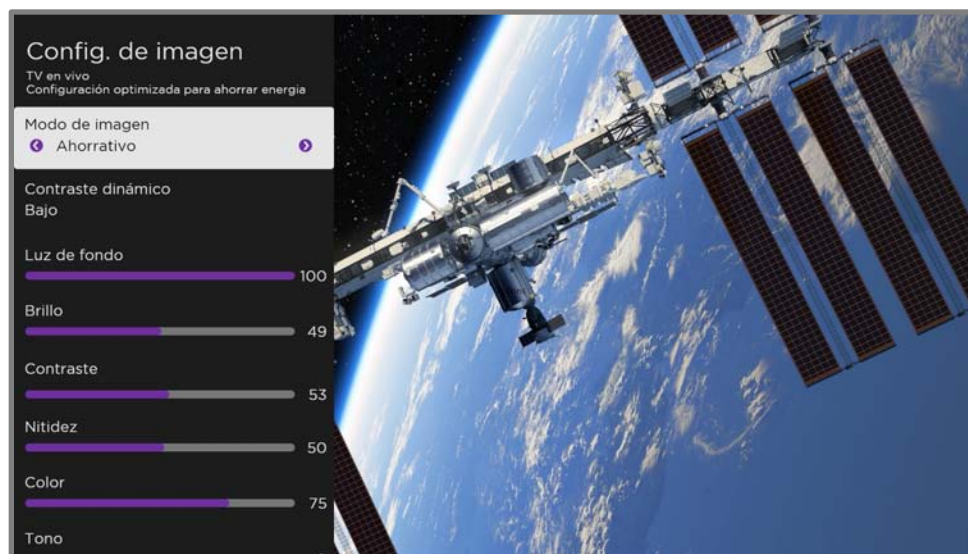 Config. de imagen
TV en vivo
Configuración optimizada para ahorrar energia
Modo de imagen
Ahorrativo
Contraste dinámico
Bajo
Luz de fondo
100
Brillo
49
Contraste
53
Nitidez
50
Color
75
Tono